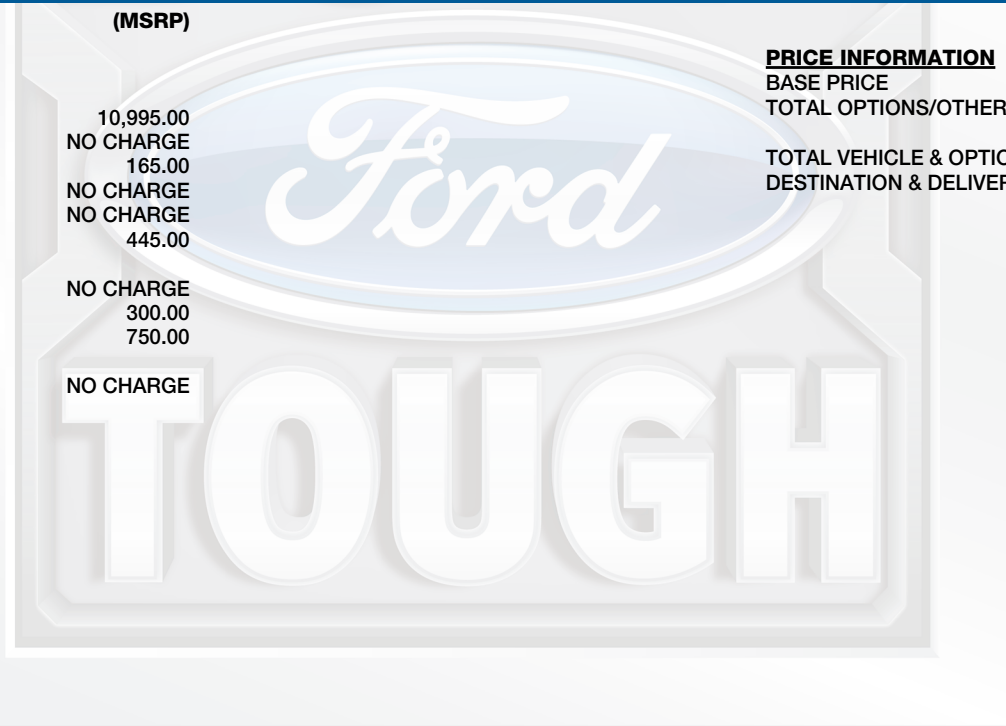 (MSRP)
10,995.00
NO CHARGE
165.00
NO CHARGE
NO CHARGE
445.00
NO CHARGE
300.00
750.00
NO CHARGE
PRICE INFORMATION
BASE PRICE
TOTAL OPTIONS/OTHER
TOTAL VEHICLE & OPTIO
DESTINATION & DELIVER
Ford
TOUGH